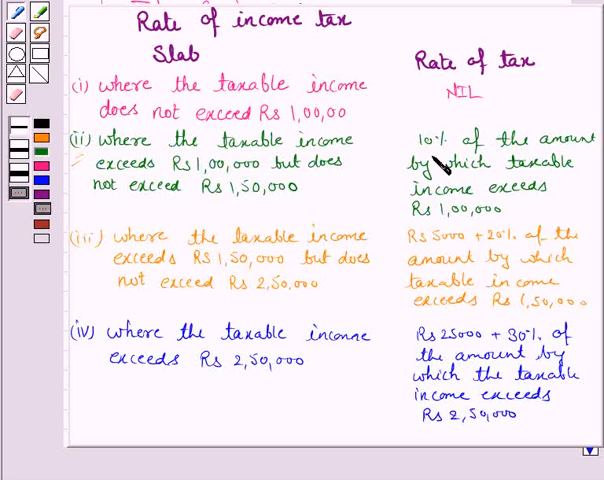 Rate of income tax
Slab
Rate of tax
(i) where the taxable income
does not exceed Rs 1,00,00
NIL
(ii) where the taxable income
exceeds Rs 1,00,000 but does
not exceed Rs 1,50,000
10% of the amount
by which taxable
income exceeds
Rs 1,00,000
(iii) where the taxable income
exceeds Rs 1,50,000 but does
not exceed Rs 2,50,000
Rs 5000 + 20% of the
amount by which
taxable income
exceeds Rs 1,50,000
(iv) where the taxable income
exceeds Rs 2,50,000
Rs 25000 + 30% of
the amount by
which the taxable
income exceeds
Rs 2,50,000